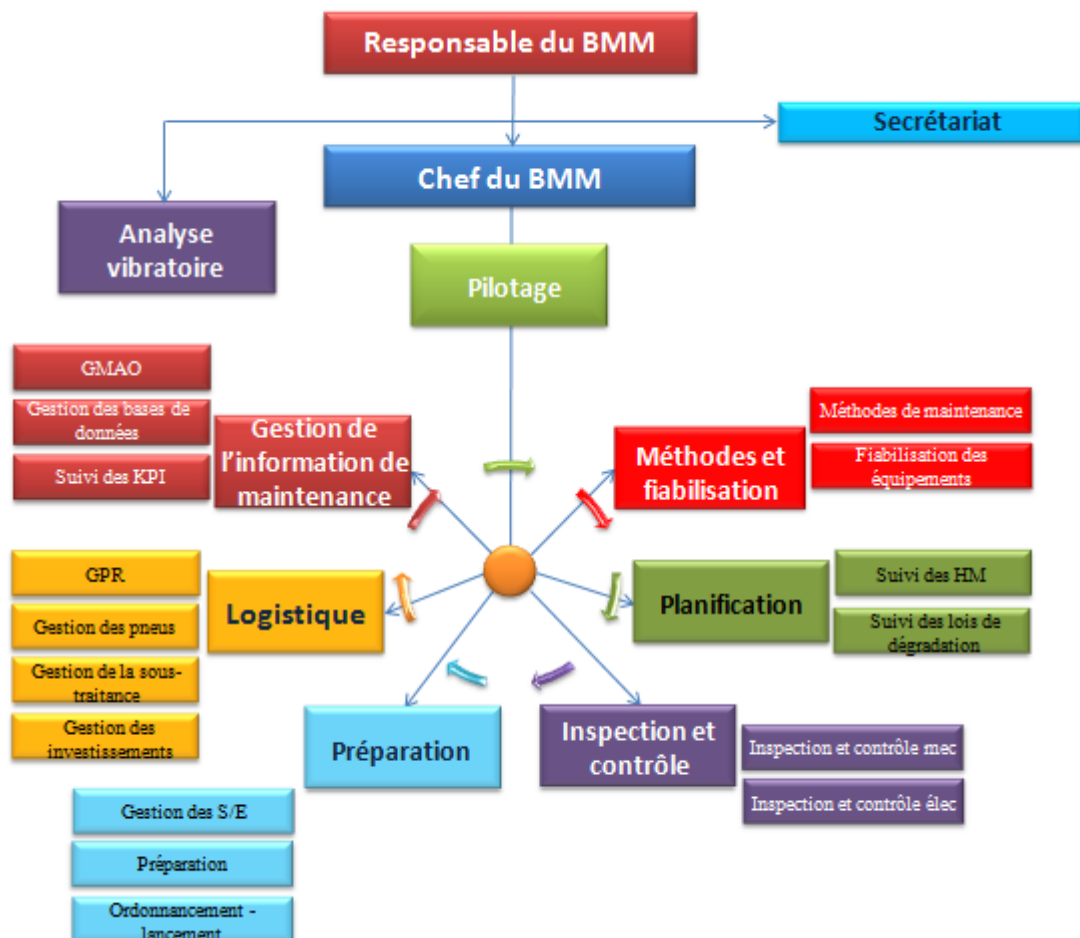 Responsable du BMM
Secrétariat
Chef du BMM
Analyse
vibratoire
Pilotage
GMAO
Gestion des bases de
données
Suivi des KPI
Gestion de
l'information de
maintenance
Méthodes et
fiabilisation
Méthodes de maintenance
Fiabilisation des
équipements
GPR
Gestion des pneus
Gestion de la sous-
traitance
Gestion des
investissements
Logistique
Planification
Suivi des HM
Suivi des lois de
dégradation
Préparation
Inspection et
contrôle
Inspection et contrôle mec
Inspection et contrôle élec
Gestion des S/E
Préparation
Ordonnancement -
lancement